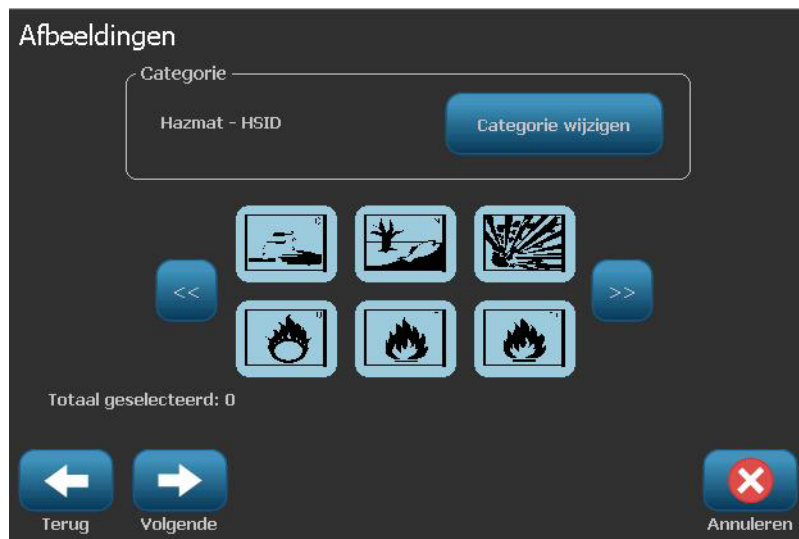 Afbeeldingen
Categorie
Hazmat - HSID
Categorie wijzigen
<<
>>
Totaal geselecteerd: 0
Terug
Volgende
Annuleren